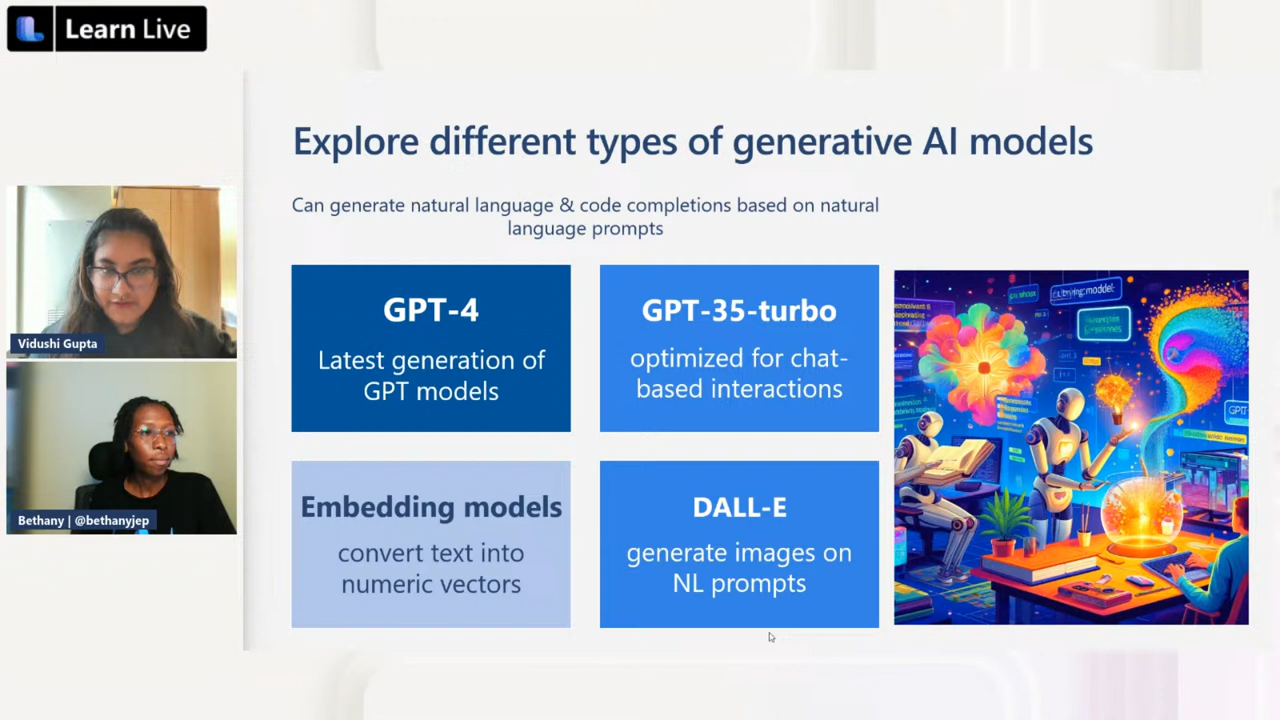 Learn Live
Explore different types of generative AI models
Can generate natural language & code completions based on natural
language prompts
GPT-4
Latest generation of
GPT models
GPT-35-turbo
optimized for chat-
based interactions
Embedding models
convert text into
numeric vectors
DALL-E
generate images on
NL prompts
Vidushi Gupta
Bethany | @bethanyjep